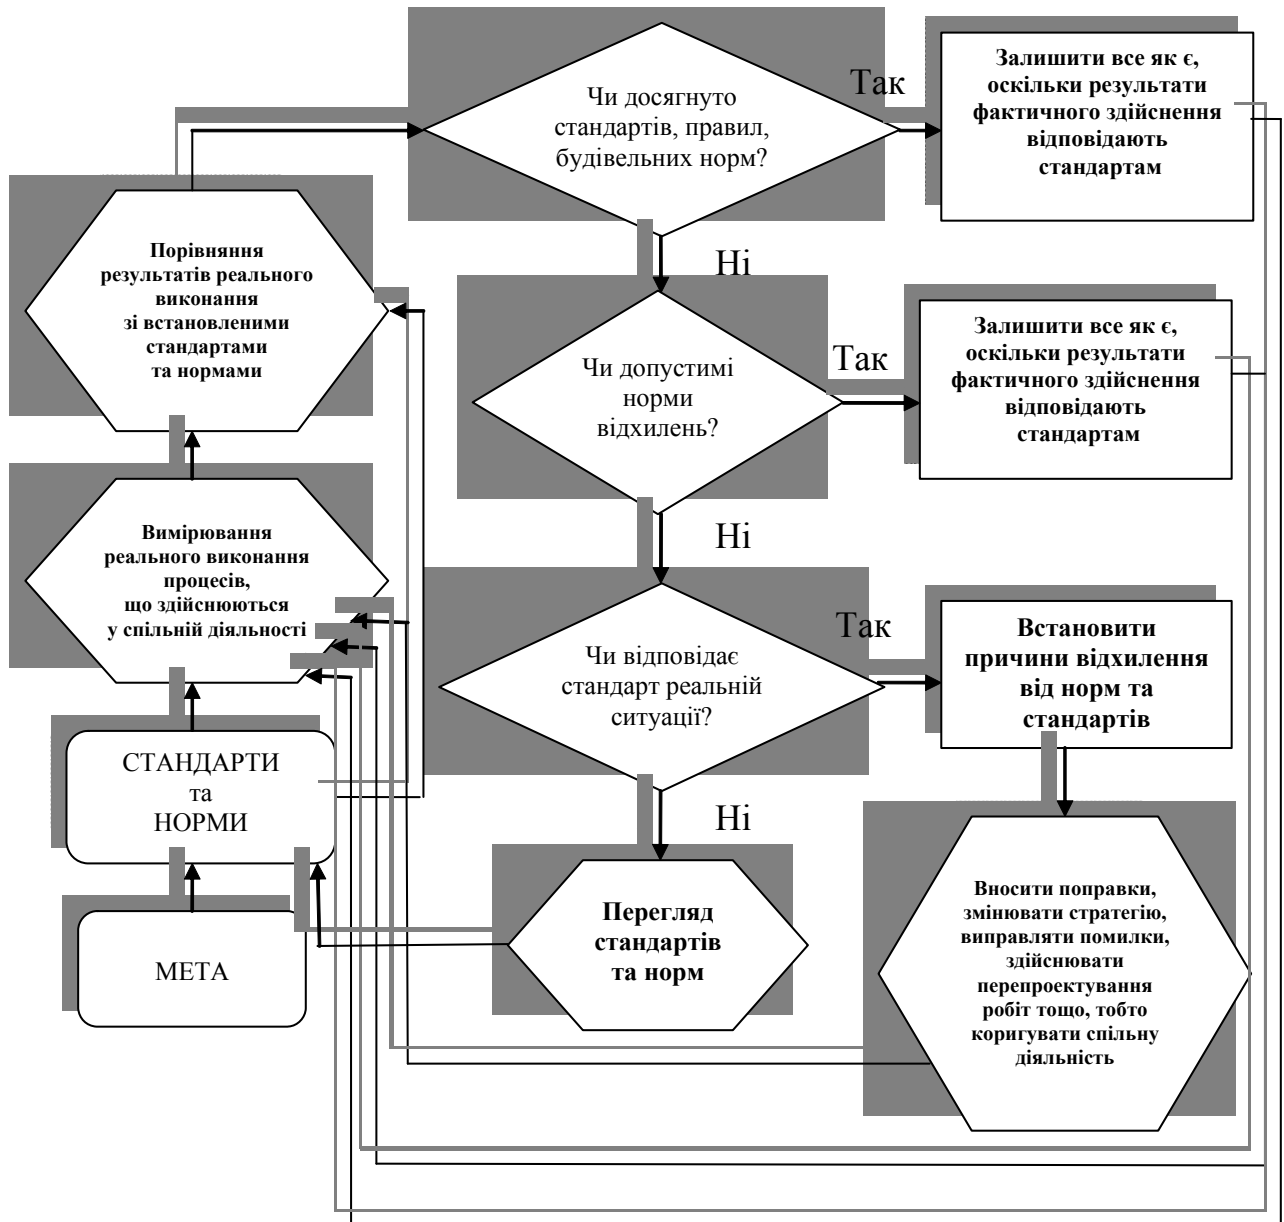 Чи досягнуто
стандартів, правил,
будівельних норм?
Так
Залишити все як є,
оскільки результати
фактичного здійснення
відповідають
стандартам
Порівняння
результатів реального
виконання
зі встановленими
стандартами
та нормами
Ні
Чи допустимі
норми
відхилень?
Так
Залишити все як є,
оскільки результати
фактичного здійснення
відповідають
стандартам
Вимірювання
реального виконання
процесів,
що здійснюються
у спільній діяльності
Ні
Чи відповідає
стандарт реальній
ситуації?
Так
Встановити
причини відхилення
від норм та
стандартів
СТАНДАРТИ
та
НОРМИ
Ні
Перегляд
стандартів
та норм
Вносити поправки,
змінювати стратегію,
виправляти помилки,
здійснювати
перепроектування
робіт тощо, тобто
коригувати спільну
діяльність
МЕТА